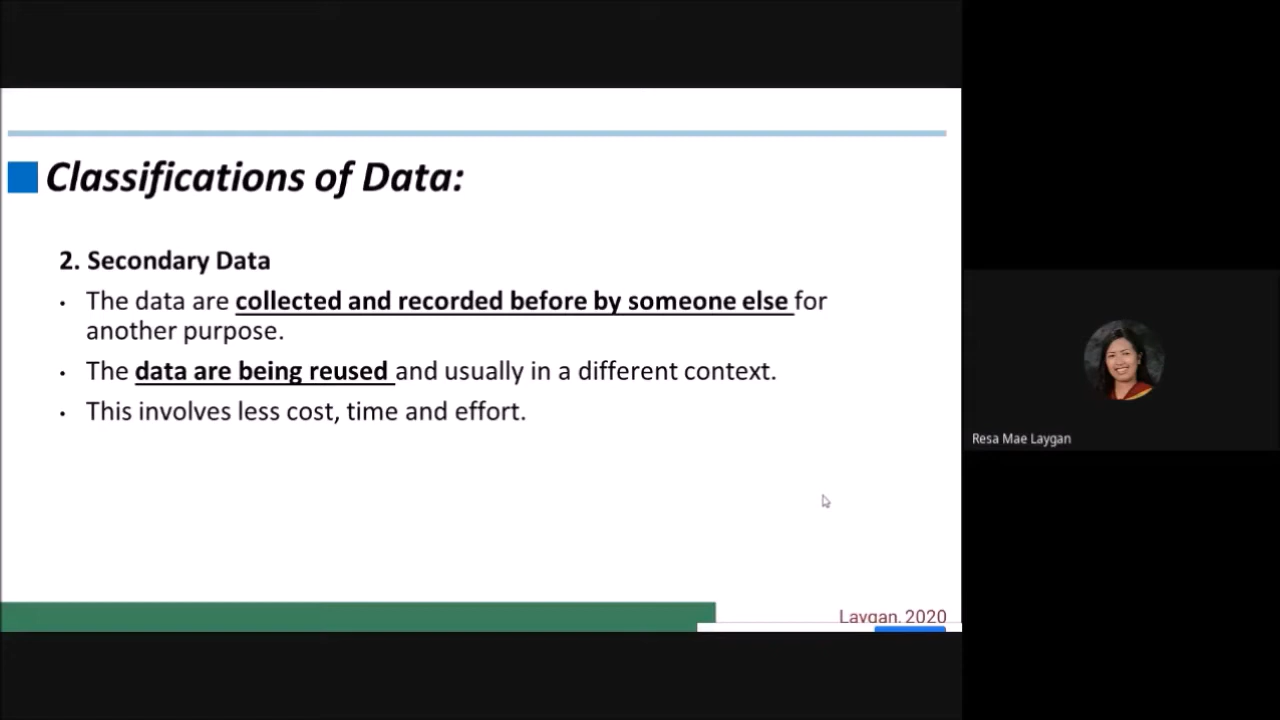 Classifications of Data:
2. Secondary Data
• The data are collected and recorded before by someone else for
another purpose.
• The data are being reused and usually in a different context.
• This involves less cost, time and effort.
Resa Mae Laygan
Laygan, 2020